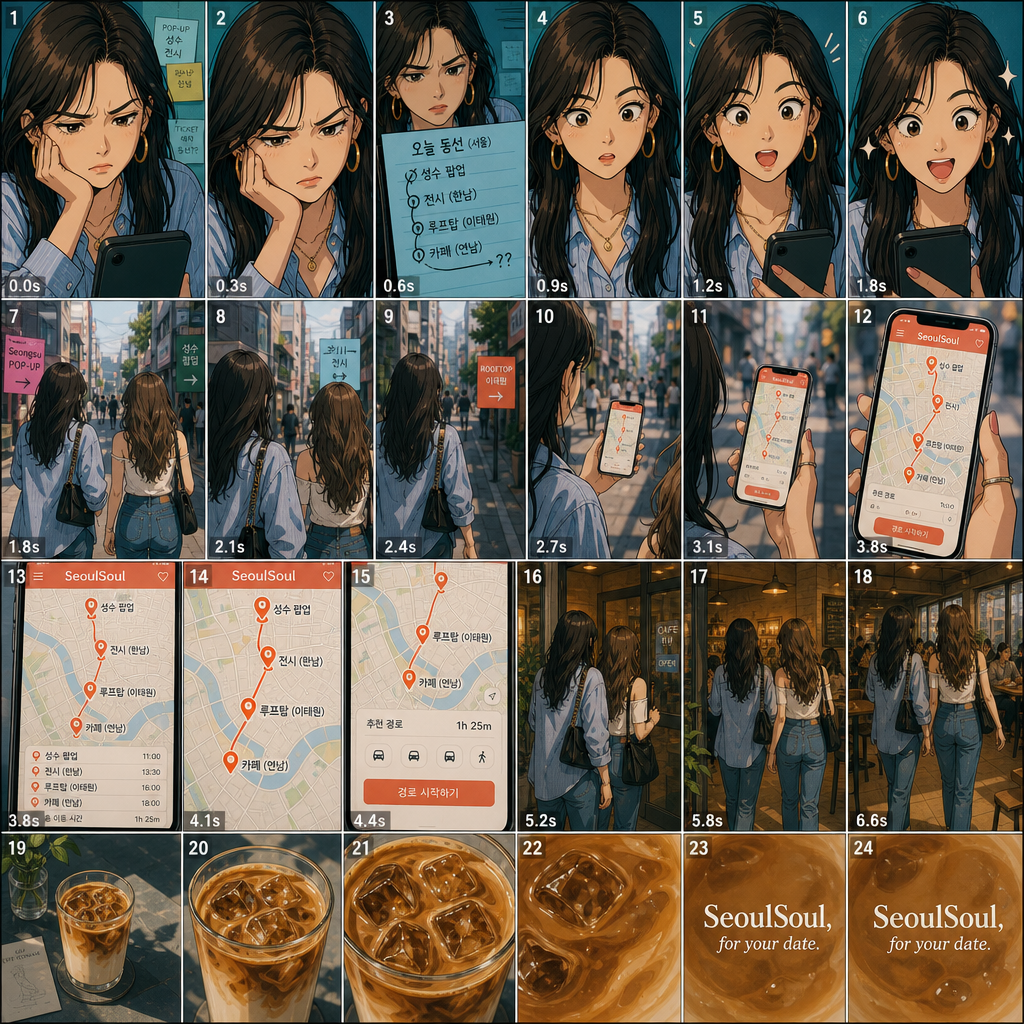 1
POP-UP
성수
전시
TICKET
0.0s
2
0.3s
3
오늘 동선 (서울)
성수 팝업
전시 (한남)
루프탑 (이태원)
카페 (연남)
??
0.6s
4
0.9s
5
1.2s
6
1.8s
7
Seongsu
POP-UP
→
1.8s
8
성수
팝업
→
전시
2.1s
9
ROOFTOP
이태원
→
2.4s
10
2.7s
11
SeoulSoul
3.1s
12
SeoulSoul
성수 팝업
전시
루프탑 (이태원)
카페 (연남)
경로 시작하기
3.8s
13
SeoulSoul
성수 팝업
전시 (한남)
루프탑 (이태원)
카페 (연남)
성수 팝업 11:00
전시 (한남) 13:30
루프탑 (이태원) 16:00
카페 (연남) 18:00
이동 시간 1h 25m
3.8s
14
SeoulSoul
성수 팝업
전시 (한남)
루프탑 (이태원)
카페 (연남)
4.1s
15
루프탑 (이태원)
카페 (연남)
추천 경로 1h 25m
경로 시작하기
4.4s
16
CAFE
OPEN
5.2s
17
5.8s
18
6.6s
19
20
21
22
23
SeoulSoul,
for your date.
24
SeoulSoul,
for your date.